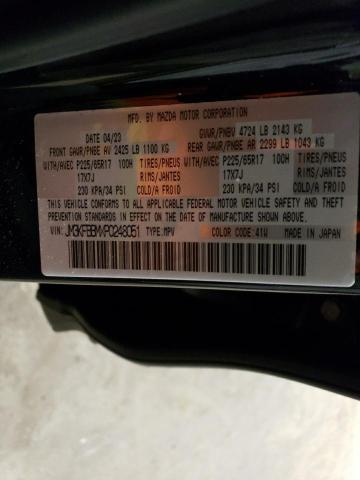 MFG. BY MAZDA MOTOR CORPORATION
DATE 04/23 GVWR/PNBV 4724 LB 2143 KG
FRONT GAWR/PNBE AV 2425 LB 1100 KG REAR GAWR/PNBE AR 2299 LB 1043 KG
WITH/AVEC P225/65R17 100H TIRES/PNEUS WITH/AVEC P225/65R17 100H TIRES/PNEUS
17X7J RIMS/JANTES 17X7J RIMS/JANTES
230 KPA/34 PSI COLD/A FROID 230 KPA/34 PSI COLD/A FROID
THIS VEHICLE CONFORMS TO ALL APPLICABLE FEDERAL MOTOR VEHICLE SAFETY AND THEFT PREVENTION STANDARDS IN EFFECT ON THE DATE OF MANUFACTURE SHOWN ABOVE.
JM3KFBBM TYPE:MPV COLOR CODE:41W MADE IN JAPAN